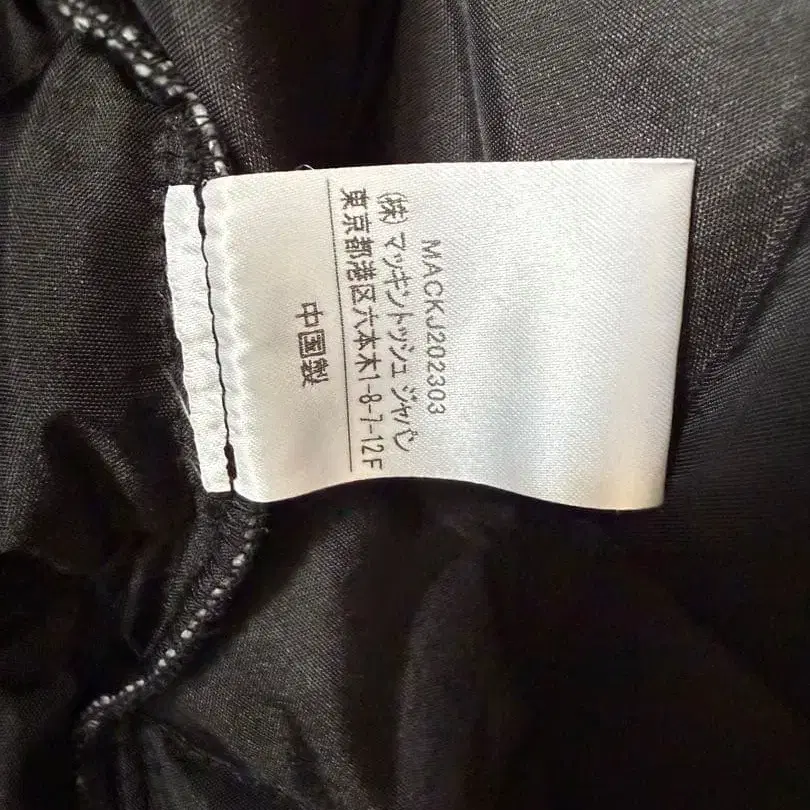 MACKJ202303
(株)マッキントッシュジャパン
東京都港区六本木1-8-7-12F
中国製